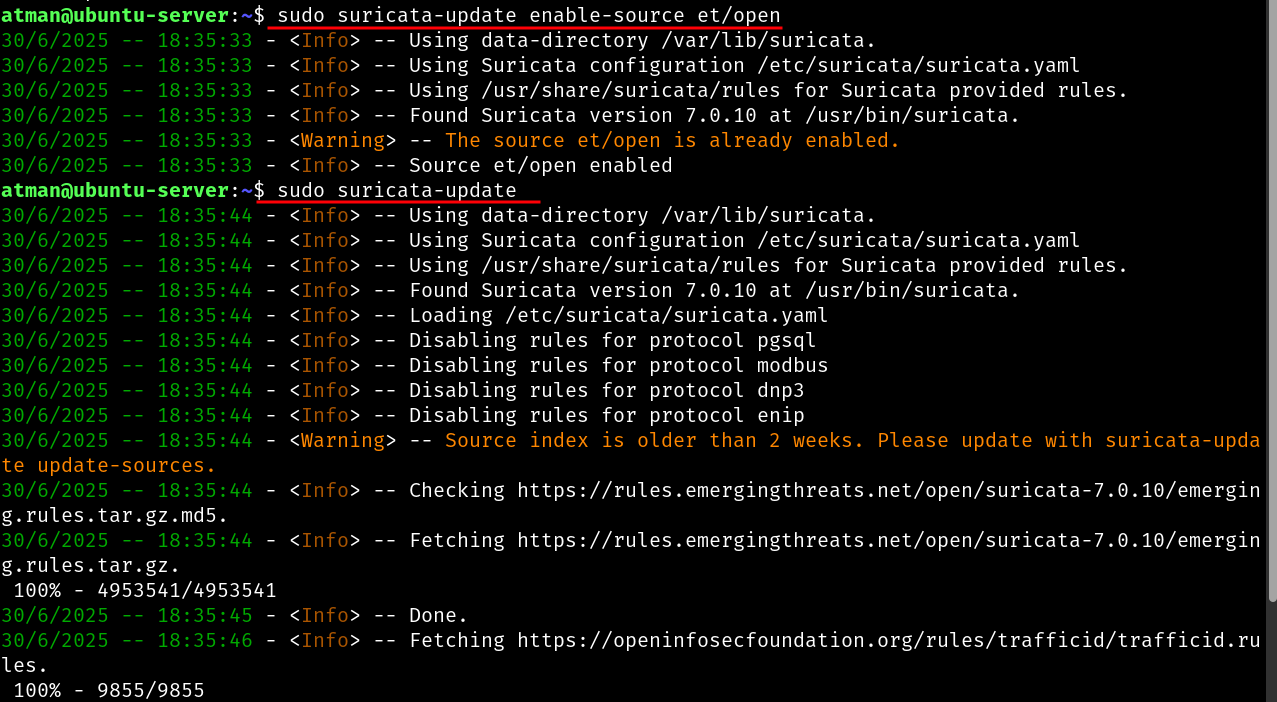 atman@ubuntu-server:~$ sudo suricata-update enable-source et/open
30/6/2025 -- 18:35:33 - <Info> -- Using data-directory /var/lib/suricata.
30/6/2025 -- 18:35:33 - <Info> -- Using Suricata configuration /etc/suricata/suricata.yaml
30/6/2025 -- 18:35:33 - <Info> -- Using /usr/share/suricata/rules for Suricata provided rules.
30/6/2025 -- 18:35:33 - <Info> -- Found Suricata version 7.0.10 at /usr/bin/suricata.
30/6/2025 -- 18:35:33 - <Warning> -- The source et/open is already enabled.
30/6/2025 -- 18:35:33 - <Info> -- Source et/open enabled
atman@ubuntu-server:~$ sudo suricata-update
30/6/2025 -- 18:35:44 - <Info> -- Using data-directory /var/lib/suricata.
30/6/2025 -- 18:35:44 - <Info> -- Using Suricata configuration /etc/suricata/suricata.yaml
30/6/2025 -- 18:35:44 - <Info> -- Using /usr/share/suricata/rules for Suricata provided rules.
30/6/2025 -- 18:35:44 - <Info> -- Found Suricata version 7.0.10 at /usr/bin/suricata.
30/6/2025 -- 18:35:44 - <Info> -- Loading /etc/suricata/suricata.yaml
30/6/2025 -- 18:35:44 - <Info> -- Disabling rules for protocol pgsql
30/6/2025 -- 18:35:44 - <Info> -- Disabling rules for protocol modbus
30/6/2025 -- 18:35:44 - <Info> -- Disabling rules for protocol dnp3
30/6/2025 -- 18:35:44 - <Info> -- Disabling rules for protocol enip
30/6/2025 -- 18:35:44 - <Warning> -- Source index is older than 2 weeks. Please update with suricata-upda
te update-sources.
30/6/2025 -- 18:35:44 - <Info> -- Checking https://rules.emergingthreats.net/open/suricata-7.0.10/emergin
g.rules.tar.gz.md5.
30/6/2025 -- 18:35:44 - <Info> -- Fetching https://rules.emergingthreats.net/open/suricata-7.0.10/emergin
g.rules.tar.gz.
 100% - 4953541/4953541
30/6/2025 -- 18:35:45 - <Info> -- Done.
30/6/2025 -- 18:35:46 - <Info> -- Fetching https://openinfosecfoundation.org/rules/trafficid/trafficid.ru
les.
 100% - 9855/9855